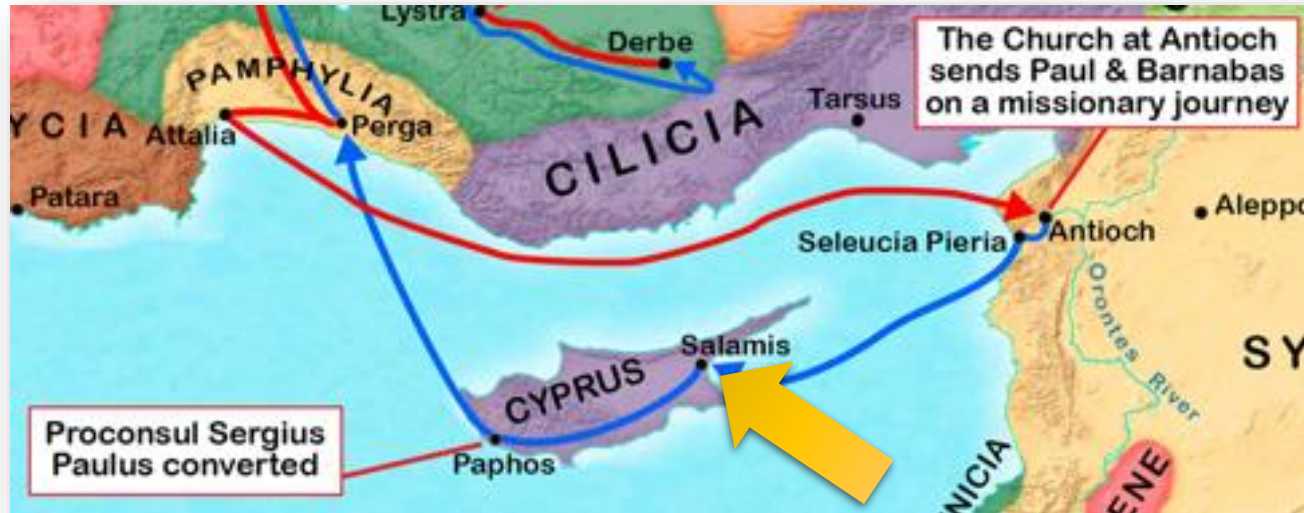 Lystra
Derbe
The Church at Antioch
sends Paul & Barnabas
on a missionary journey
PAMPHYLIA
Tarsus
YCIA
Attalia
Perga
CILICIA
Patara
Aleppo
Seleucia Pieria
Antioch
Orontes
River
Salamis
SY
CYPRUS
Proconsul Sergius
Paulus converted
Paphos
NICIA
ENE